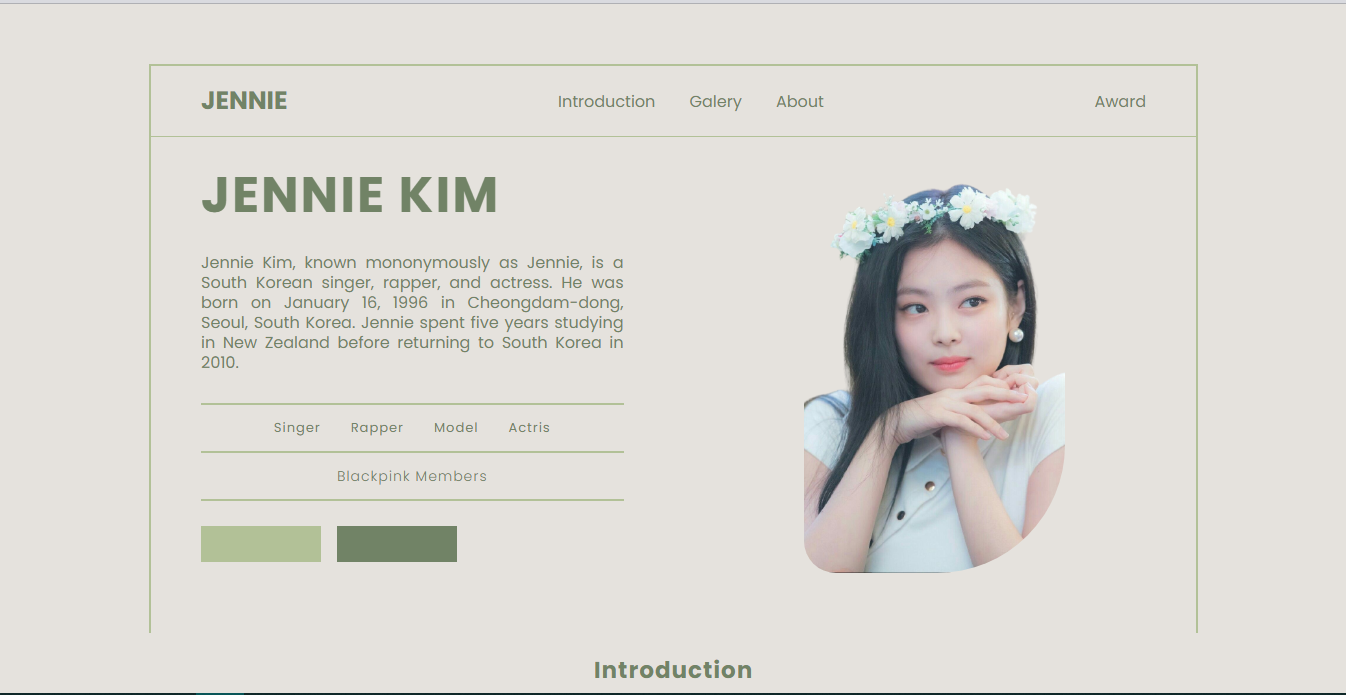 JENNIE
Introduction Galery About
Award
JENNIE KIM
Jennie Kim, known mononymously as Jennie, is a
South Korean singer, rapper, and actress. He was
born on January 16, 1996 in Cheongdam-dong,
Seoul, South Korea. Jennie spent five years studying
in New Zealand before returning to South Korea in
2010.
Singer Rapper Model Actris
Blackpink Members
Introduction